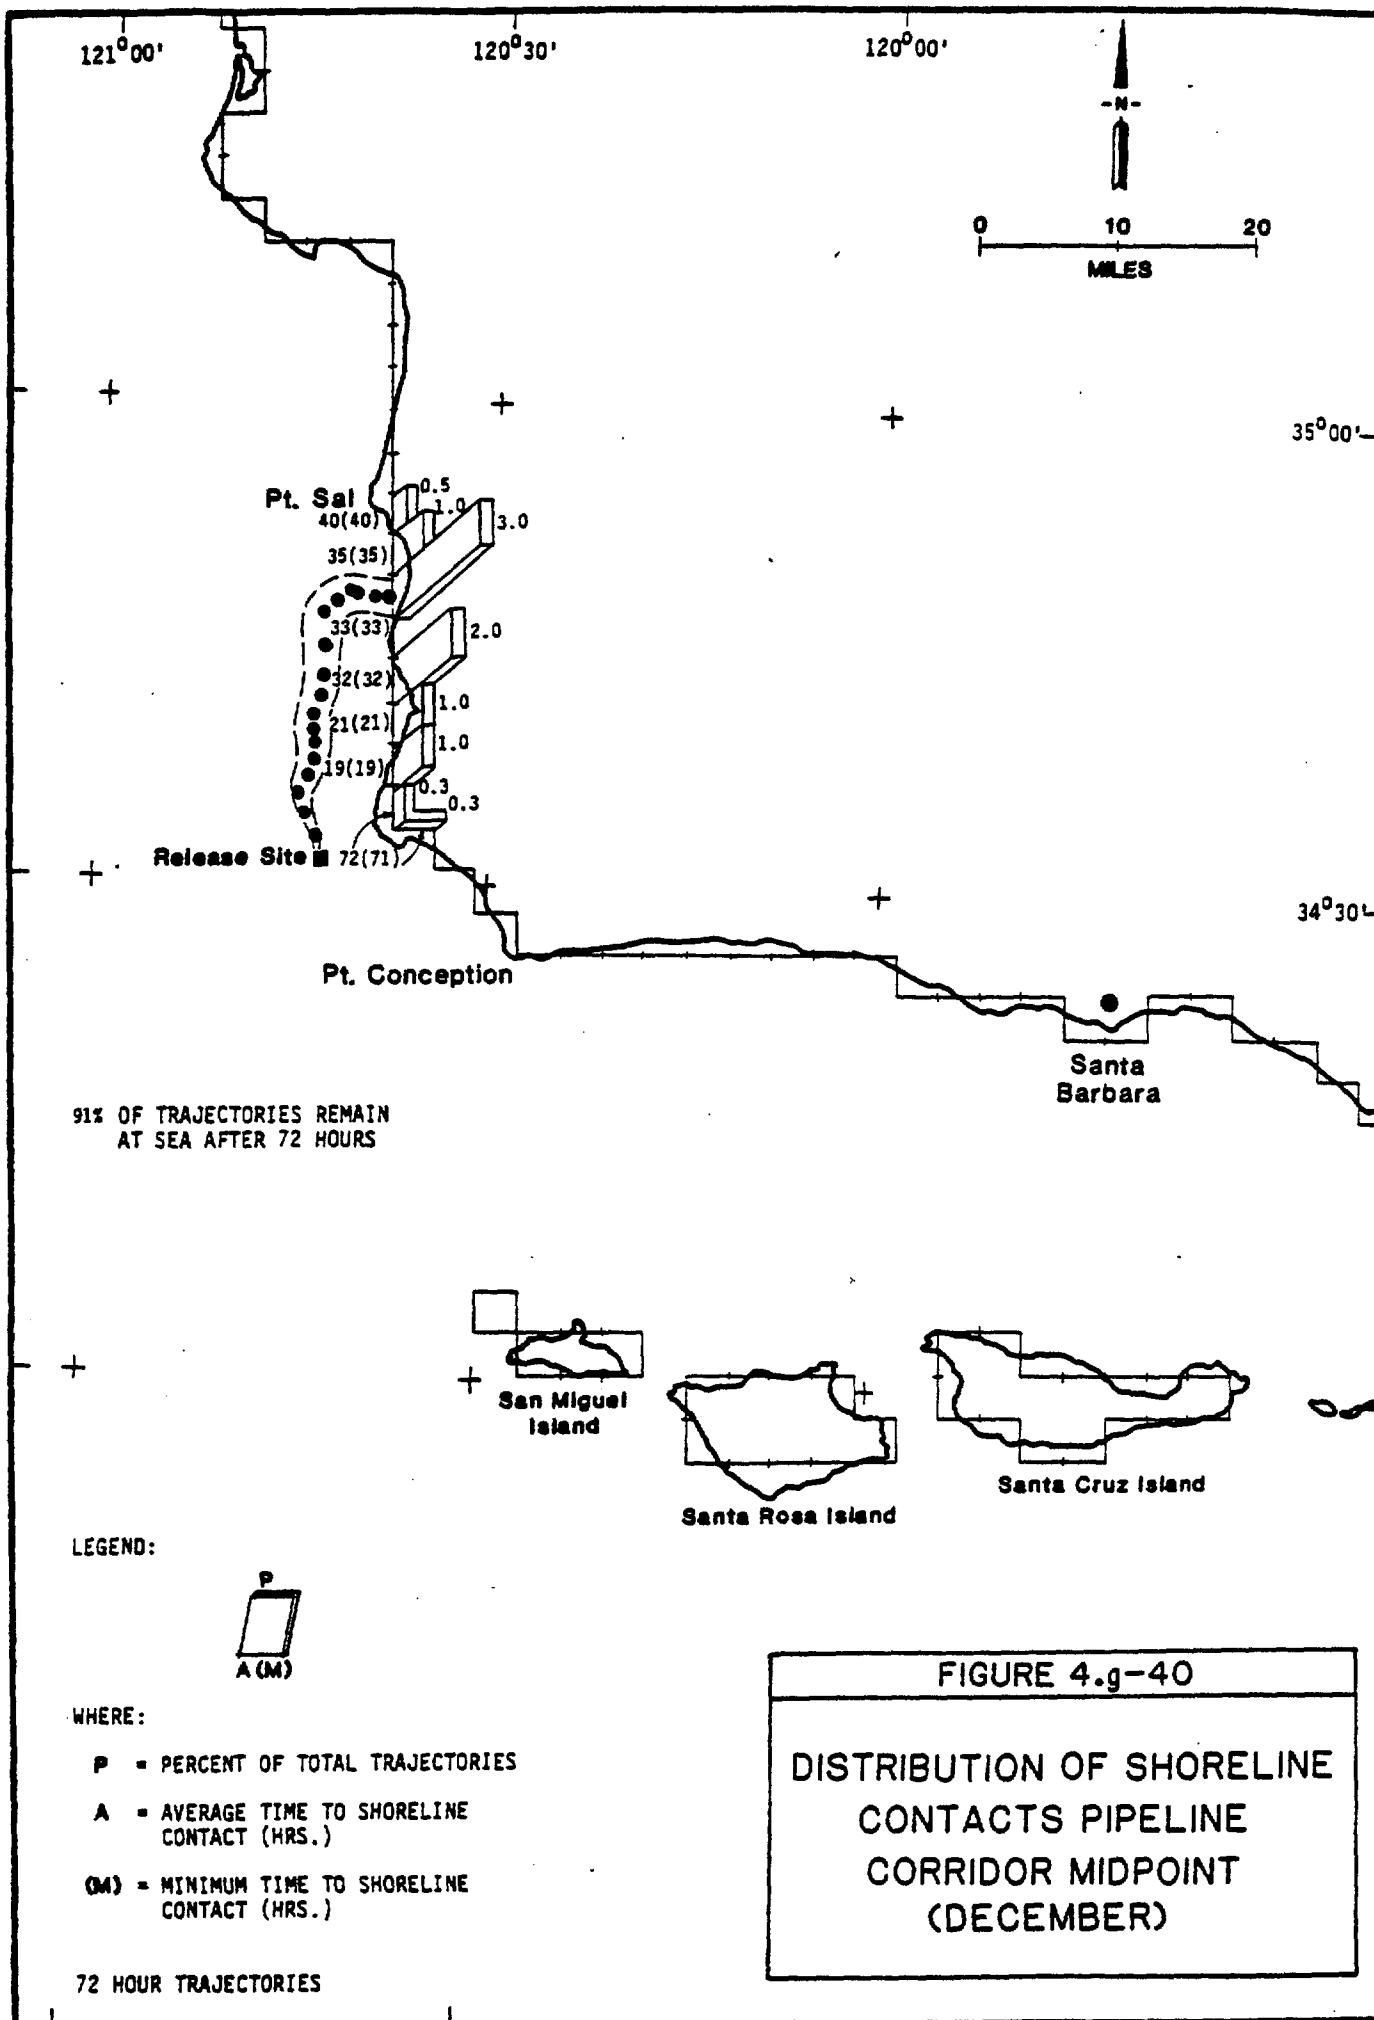 121°00'
120°30'
120°00'
-N-
0 10 20
MILES
35°00'
Pt. Sal
0.5
1.0
3.0
40(40)
35(35)
33(33)
2.0
32(32)
1.0
21(21)
1.0
19(19)
0.3
0.3
Release Site
72(71)
34°30'
Pt. Conception
Santa
Barbara
91% OF TRAJECTORIES REMAIN
AT SEA AFTER 72 HOURS
San Miguel
Island
Santa Rosa Island
Santa Cruz Island
LEGEND:
P
A (M)
WHERE:
P = PERCENT OF TOTAL TRAJECTORIES
A = AVERAGE TIME TO SHORELINE
CONTACT (HRS.)
(M) = MINIMUM TIME TO SHORELINE
CONTACT (HRS.)
72 HOUR TRAJECTORIES
FIGURE 4.g-40
DISTRIBUTION OF SHORELINE
CONTACTS PIPELINE
CORRIDOR MIDPOINT
(DECEMBER)